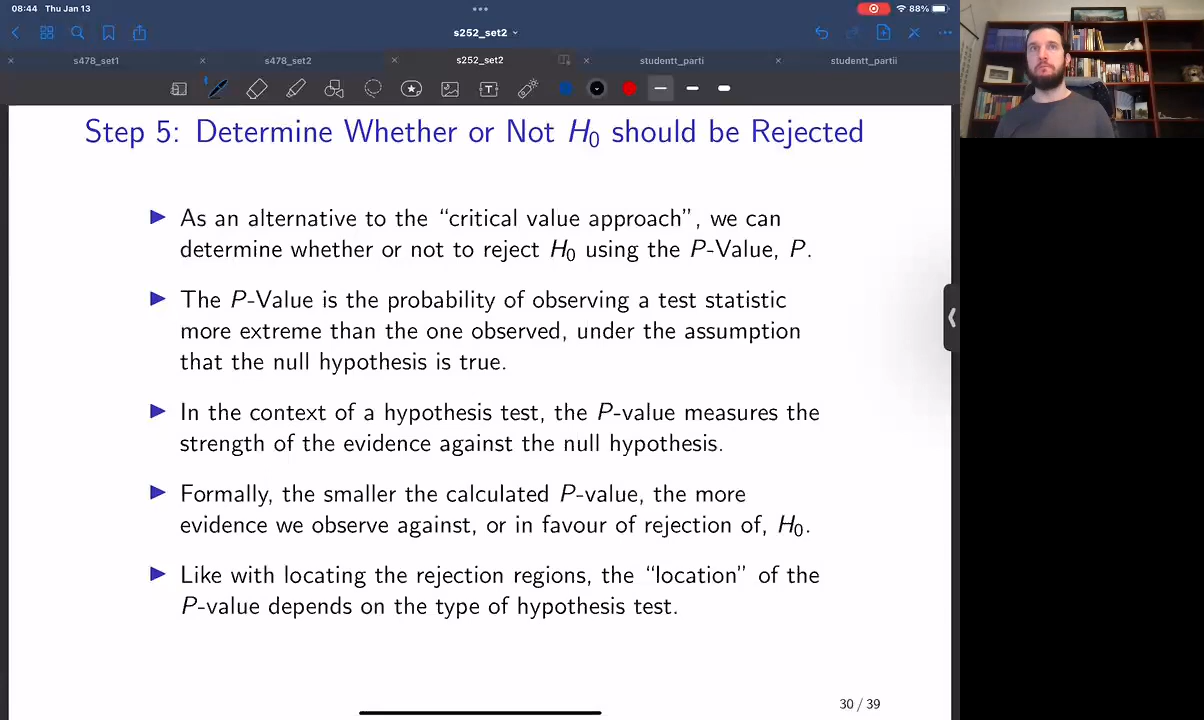 08:44 Thu Jan 13
88%
s252_set2
s478_set1
s478_set2
s252_set2
studentt_parti
studentt_partii
T
Step 5: Determine Whether or Not H₀ should be Rejected
As an alternative to the “critical value approach”, we can
determine whether or not to reject H₀ using the P-Value, P.
The P-Value is the probability of observing a test statistic
more extreme than the one observed, under the assumption
that the null hypothesis is true.
In the context of a hypothesis test, the P-value measures the
strength of the evidence against the null hypothesis.
Formally, the smaller the calculated P-value, the more
evidence we observe against, or in favour of rejection of, H₀.
Like with locating the rejection regions, the “location” of the
P-value depends on the type of hypothesis test.
30 / 39